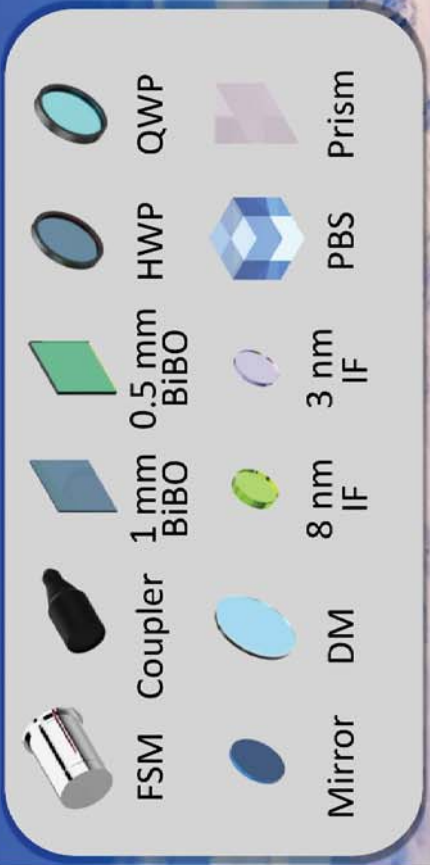 FSM
Coupler
1 mm
BiBO
0.5 mm
BiBO
HWP
QWP
Mirror
DM
8 nm
IF
3 nm
IF
PBS
Prism